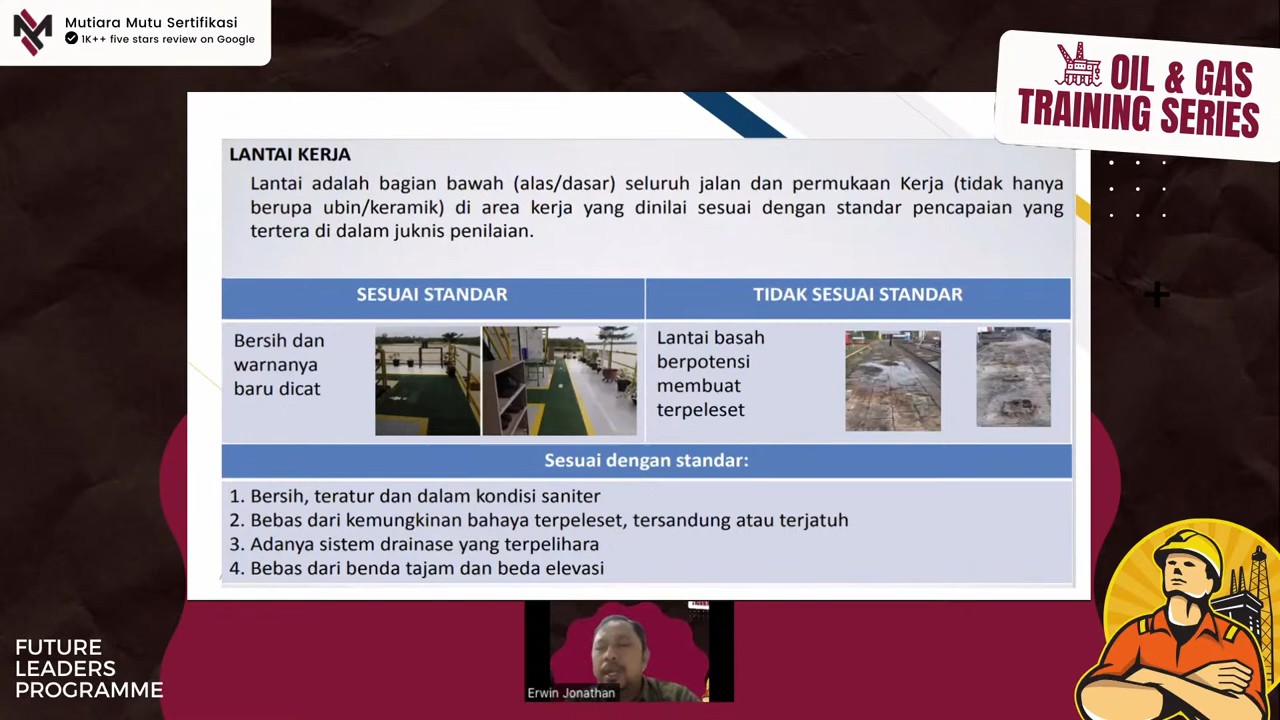 Mutiara Mutu Sertifikasi
1K++ five stars review on Google
OIL & GAS
TRAINING SERIES
LANTAI KERJA
Lantai adalah bagian bawah (alas/dasar) seluruh jalan dan permukaan Kerja (tidak hanya
berupa ubin/keramik) di area kerja yang dinilai sesuai dengan standar pencapaian yang
tertera di dalam juknis penilaian.
SESUAI STANDAR
TIDAK SESUAI STANDAR
Bersih dan
warnanya
baru dicat
Lantai basah
berpotensi
membuat
terpeleset
Sesuai dengan standar:
1. Bersih, teratur dan dalam kondisi saniter
2. Bebas dari kemungkinan bahaya terpeleset, tersandung atau terjatuh
3. Adanya sistem drainase yang terpelihara
4. Bebas dari benda tajam dan beda elevasi
FUTURE
LEADERS
PROGRAMME
Erwin Jonathan